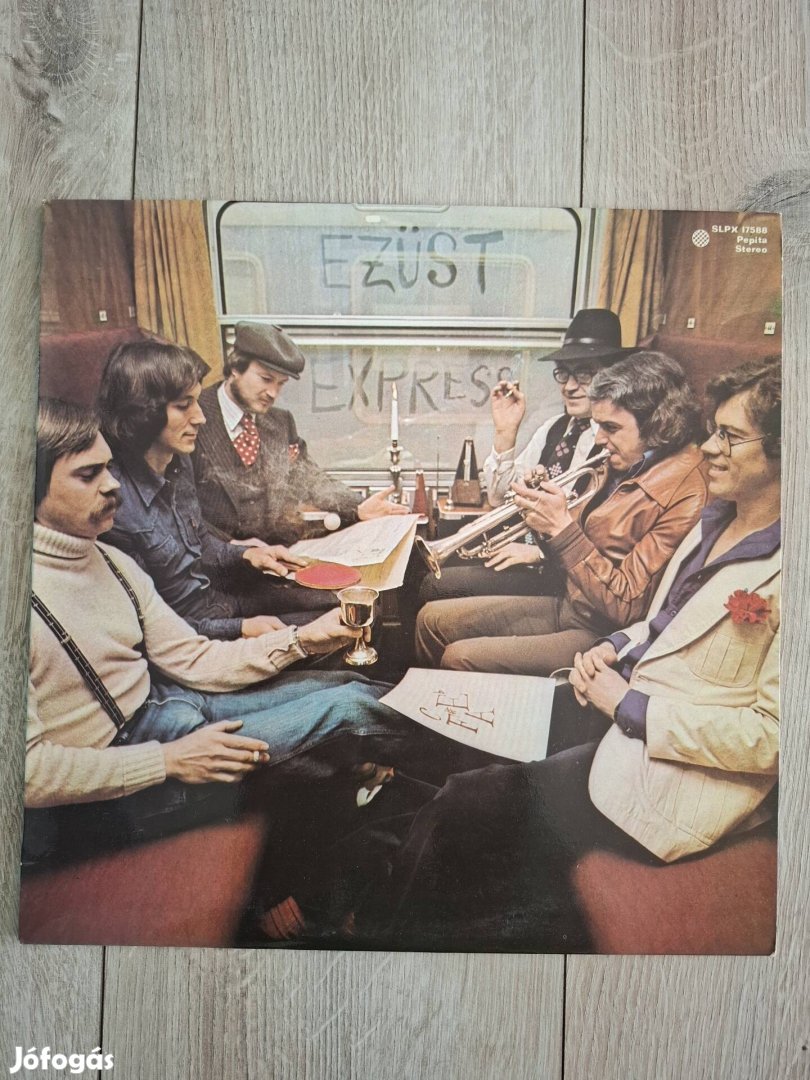 EZÜST
EXPRESS
SLPX 17588
Pepita
Stereo
Jófogás